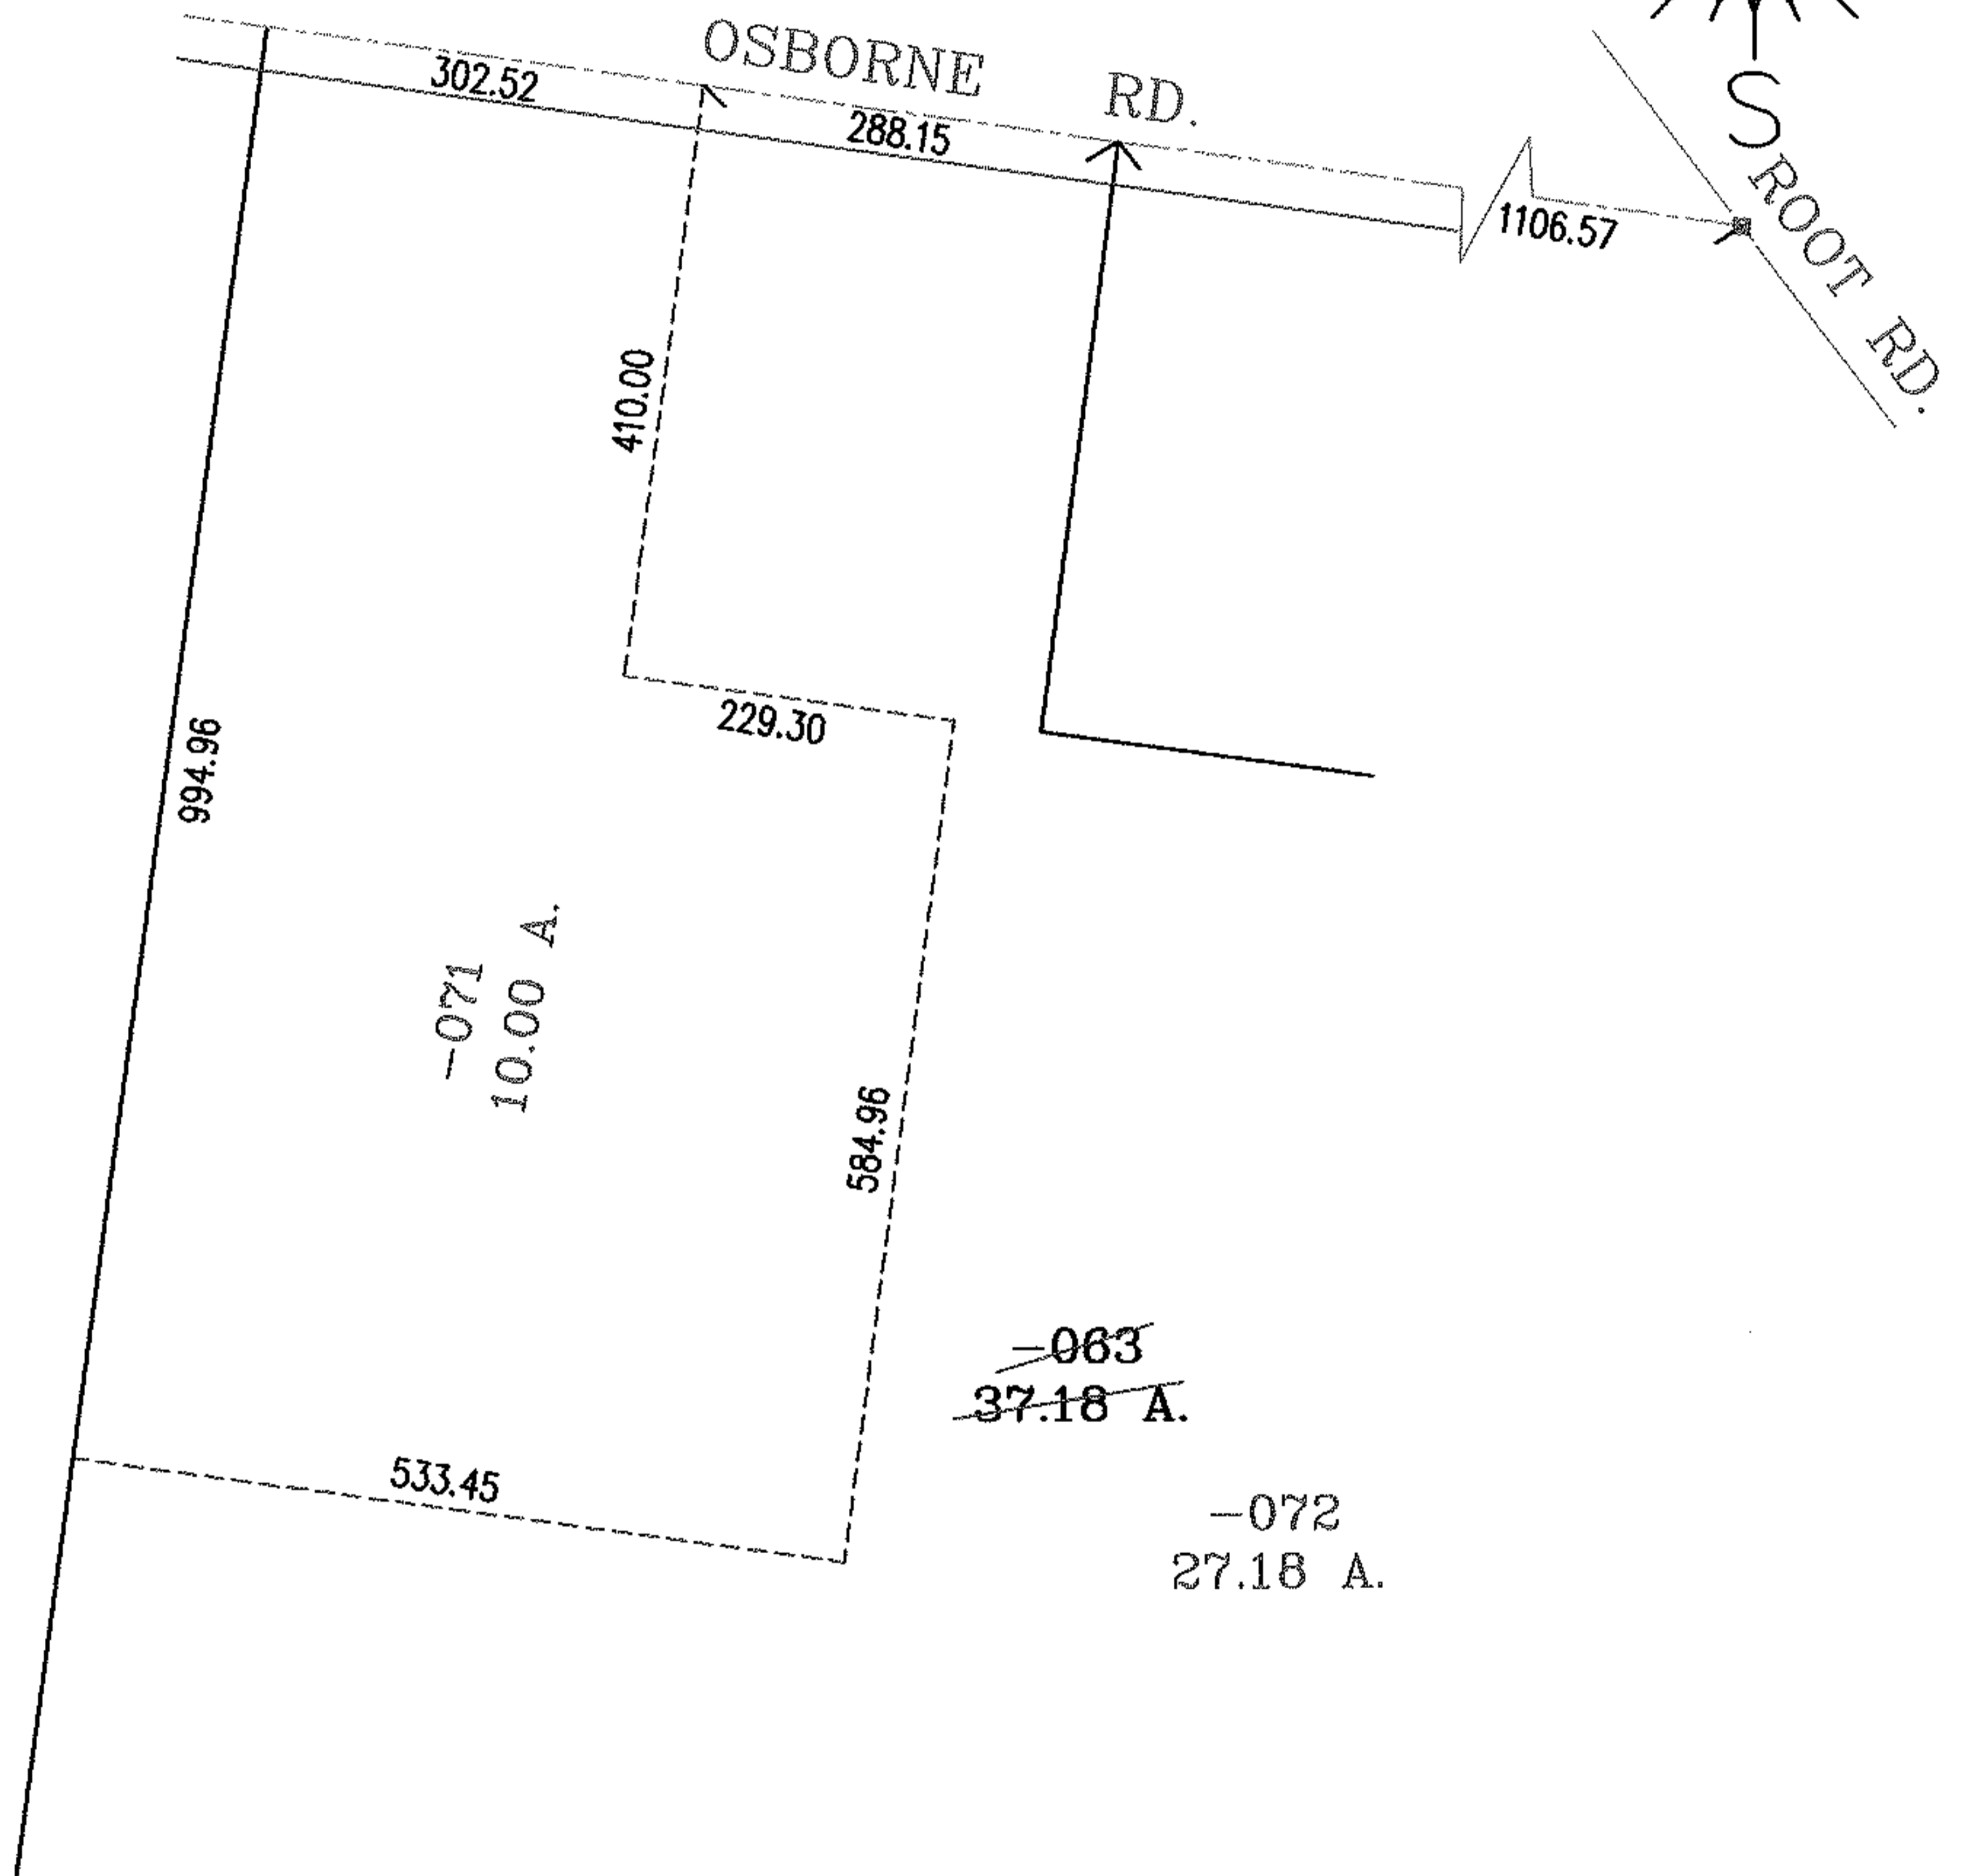 S
OSBORNE RD.
302.52
288.15
1106.57
ROOT RD.
410.00
229.30
994.96
-071
10.00 A.
584.96
-063
37.18 A.
533.45
-072
27.18 A.